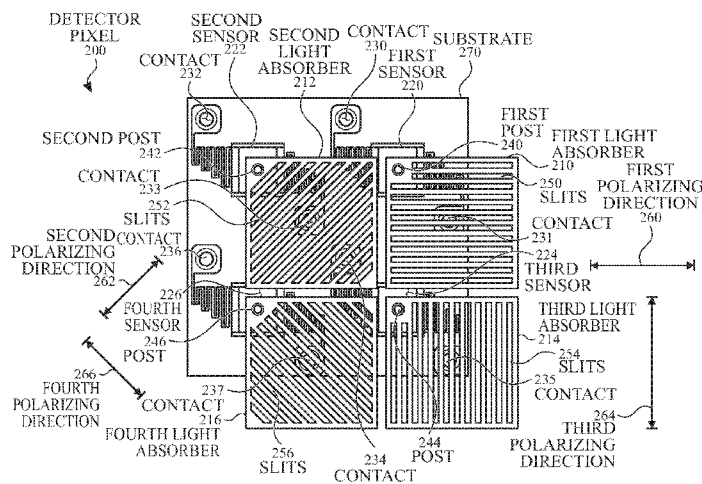 DETECTOR
PIXEL
200
SECOND
SENSOR
222
CONTACT
232
SECOND
LIGHT
ABSORBER
212
CONTACT
230
FIRST
SENSOR
220
SUBSTRATE
270
SECOND POST
242
CONTACT
233
252
SLITS
FIRST
POST
240
FIRST LIGHT
ABSORBER
210
250
SLITS
FIRST
POLARIZING
DIRECTION
260
CONTACT
231
224
THIRD
SENSOR
SECOND
POLARIZING
DIRECTION
262
CONTACT
236
226
FOURTH
SENSOR
246
POST
THIRD LIGHT
ABSORBER
214
254
SLITS
235
CONTACT
266
FOURTH
POLARIZING
DIRECTION
237
CONTACT
216
FOURTH LIGHT
ABSORBER
256
SLITS
234
CONTACT
244
POST
264
THIRD
POLARIZING
DIRECTION